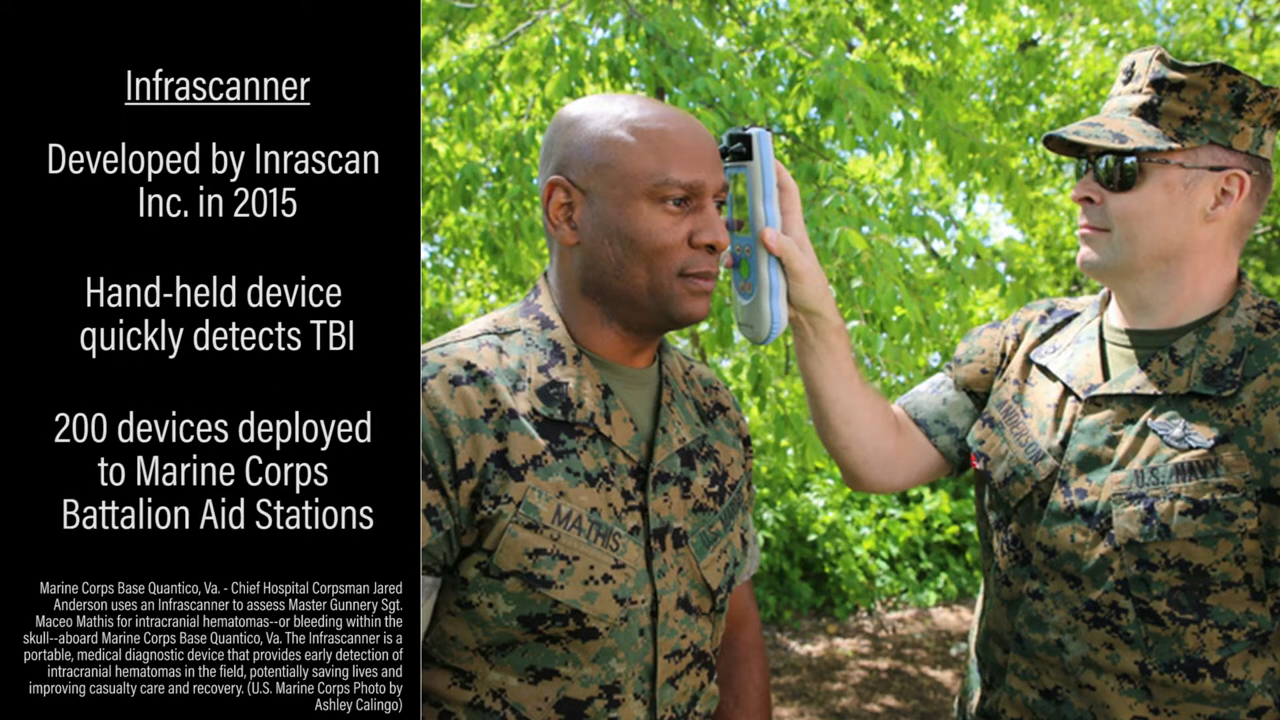 Infrascanner
Developed by Inrascan
Inc. in 2015
Hand-held device
quickly detects TBI
200 devices deployed
to Marine Corps
Battalion Aid Stations
Marine Corps Base Quantico, Va. - Chief Hospital Corpsman Jared
Anderson uses an Infrascanner to assess Master Gunnery Sgt.
Maceo Mathis for intracranial hematomas--or bleeding within the
skull--aboard Marine Corps Base Quantico, Va. The Infrascanner is a
portable, medical diagnostic device that provides early detection of
intracranial hematomas in the field, potentially saving lives and
improving casualty care and recovery. (U.S. Marine Corps Photo by
Ashley Calingo)
MATHIS
U.S.
ANDERSON
U.S. NAVY